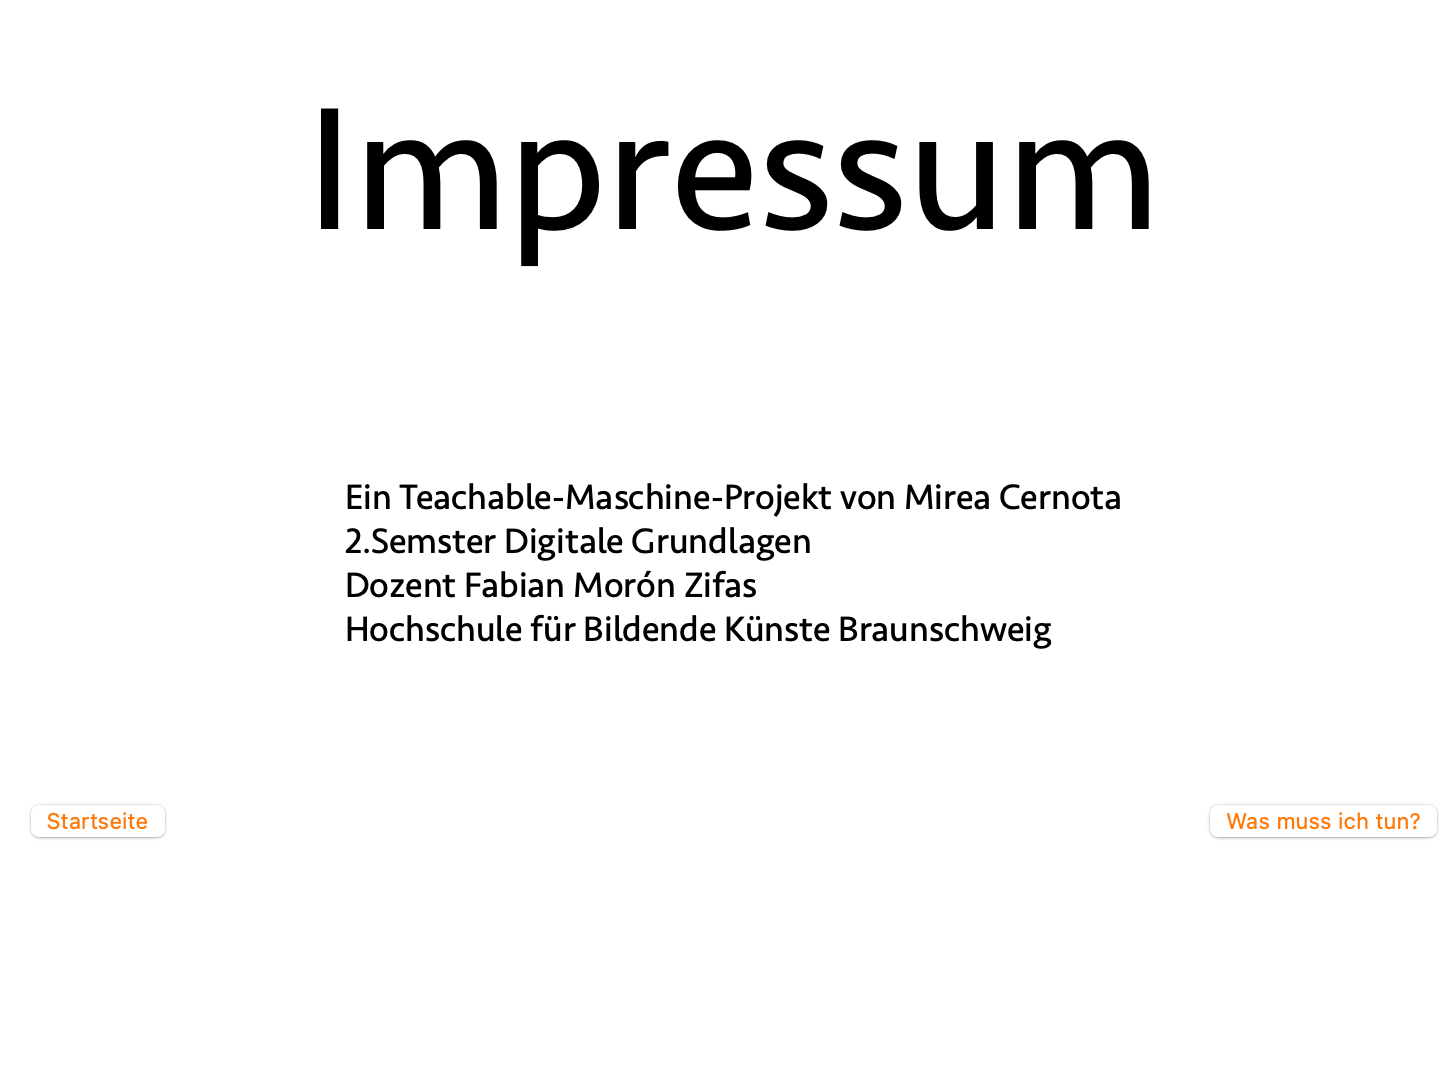 Impressum
Ein Teachable-Maschine-Projekt von Mirea Cernota
2.Semster Digitale Grundlagen
Dozent Fabian Morón Zifas
Hochschule für Bildende Künste Braunschweig
Startseite
Was muss ich tun?